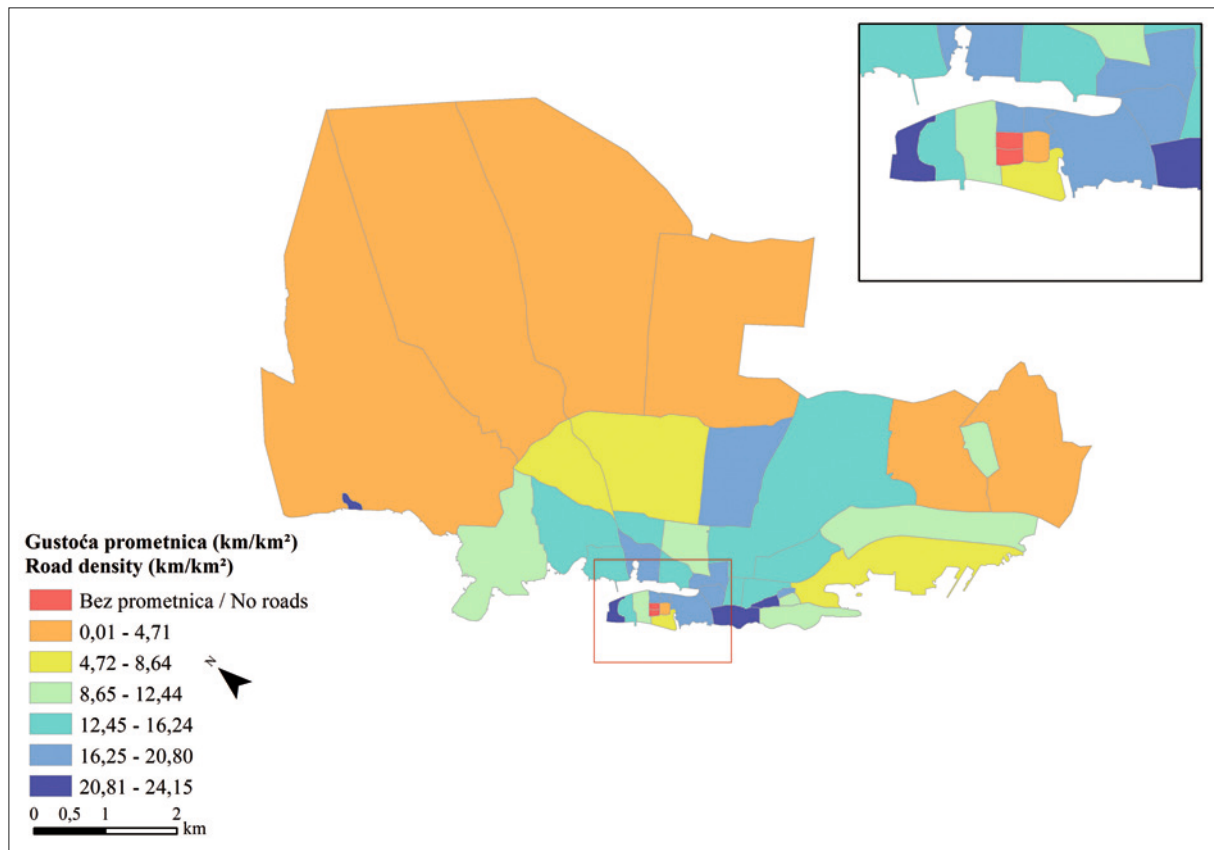 Gustoća prometnica (km/km²)
Road density (km/km²)
Bez prometnica / No roads
0,01 - 4,71
4,72 - 8,64
N
8,65 - 12,44
12,45 - 16,24
16,25 - 20,80
20,81 - 24,15
0 0,5 1 2
km